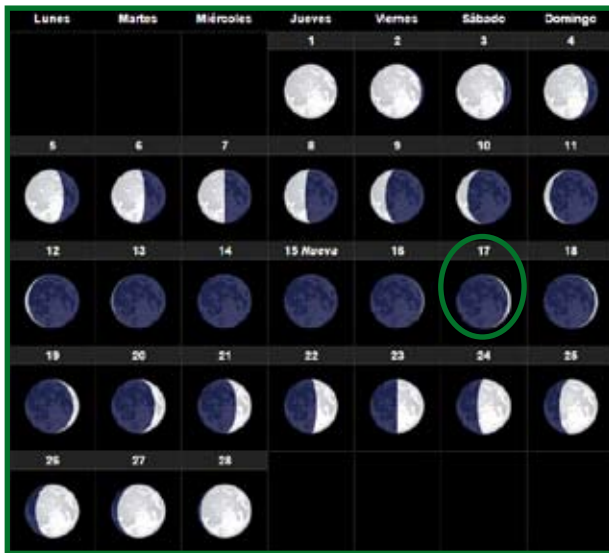 Lunes Martes Miércoles Jueves Viernes Sábado Domingo
1 2 3 4
5 6 7 8 9 10 11
12 13 14 15 Nueva 16 17 18
19 20 21 22 23 24 25
26 27 28